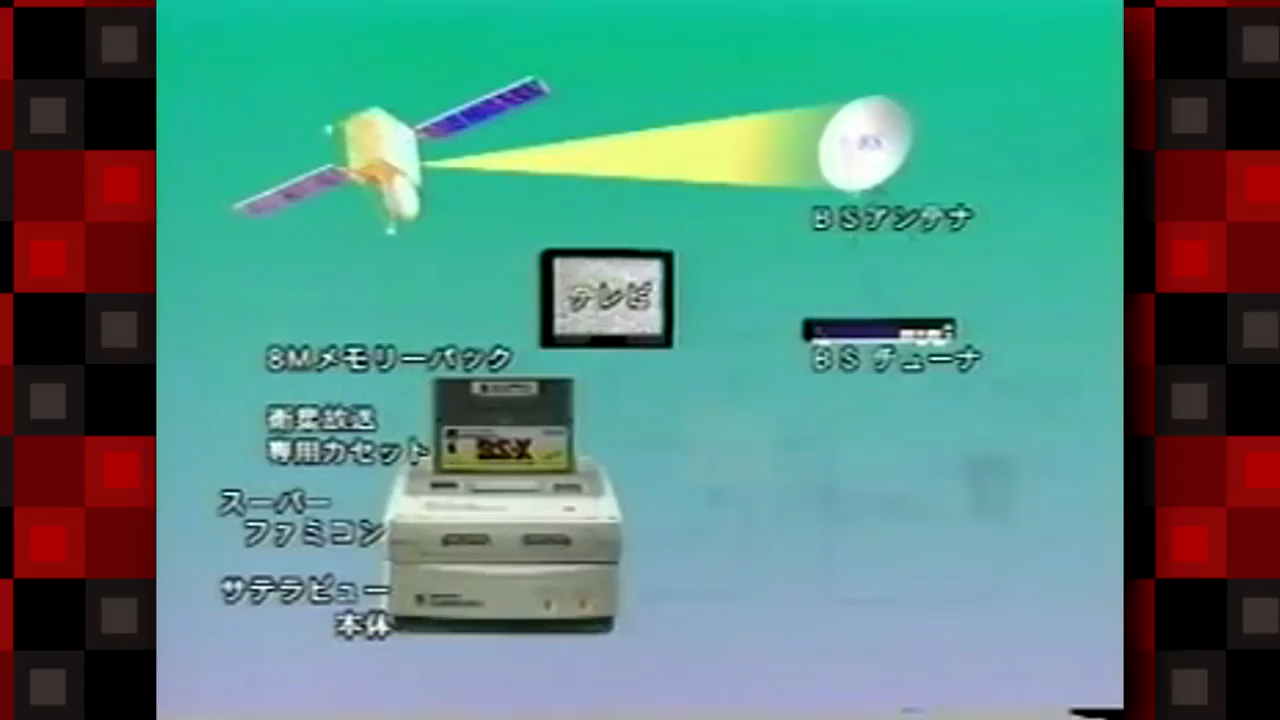 BS
BSアンテナ
テレビ
BSチューナ
8Mメモリーパック
衛星放送
専用カセット
BS-X
スーパー
ファミコン
サテラビュー
本体